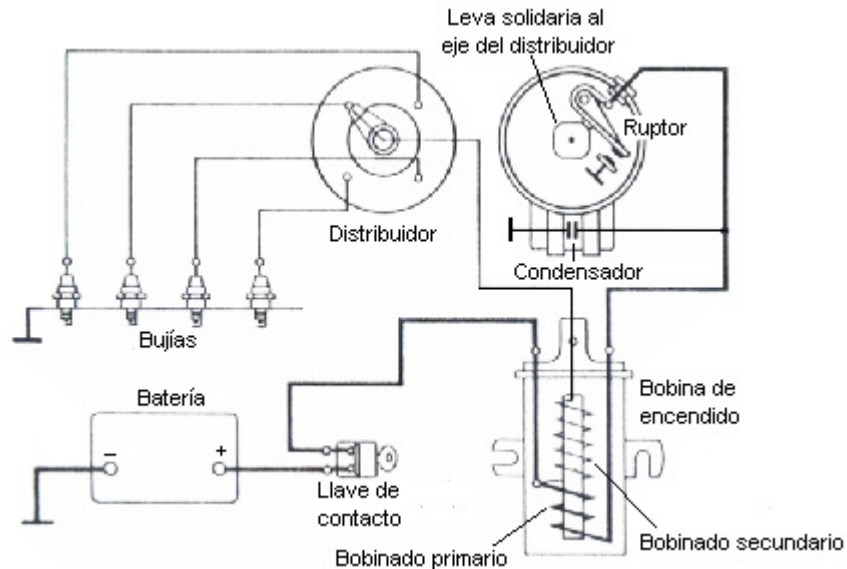 Leva solidaria al
eje del distribuidor
Ruptor
Distribuidor
Condensador
Bujías
Batería
- +
Llave de
contacto
Bobina de
encendido
Bobinado primario
Bobinado secundario